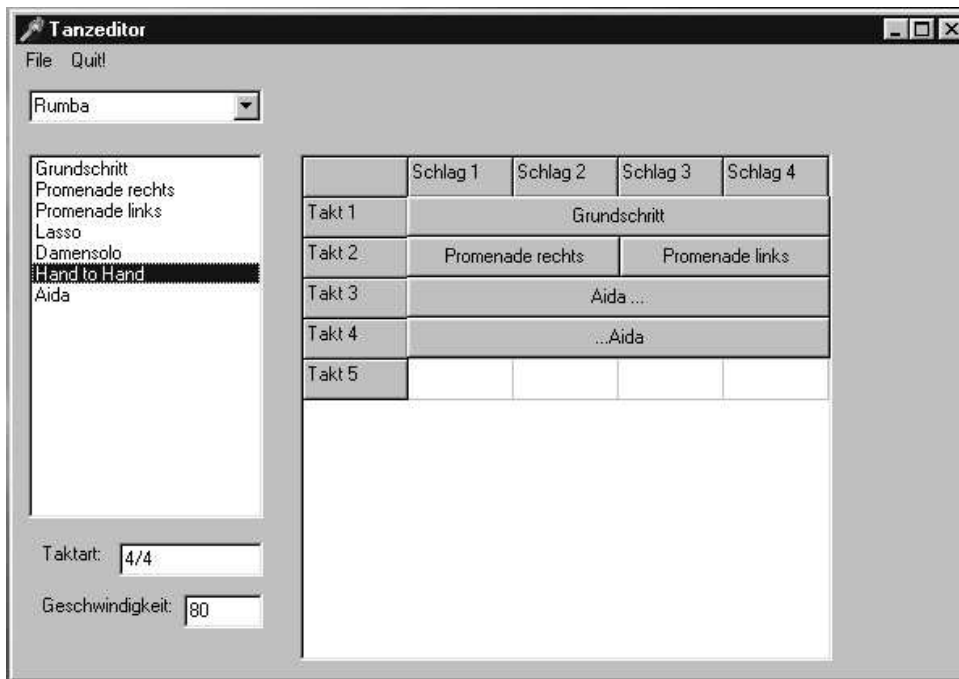 Tanzeditor
File Quit!
Rumba
Grundschritt
Promenade rechts
Promenade links
Lasso
Damensolo
Hand to Hand
Aida
Taktart: 4/4
Geschwindigkeit: 80
Schlag 1 Schlag 2 Schlag 3 Schlag 4
Takt 1 Grundschritt
Takt 2 Promenade rechts Promenade links
Takt 3 Aida ...
Takt 4 ...Aida
Takt 5